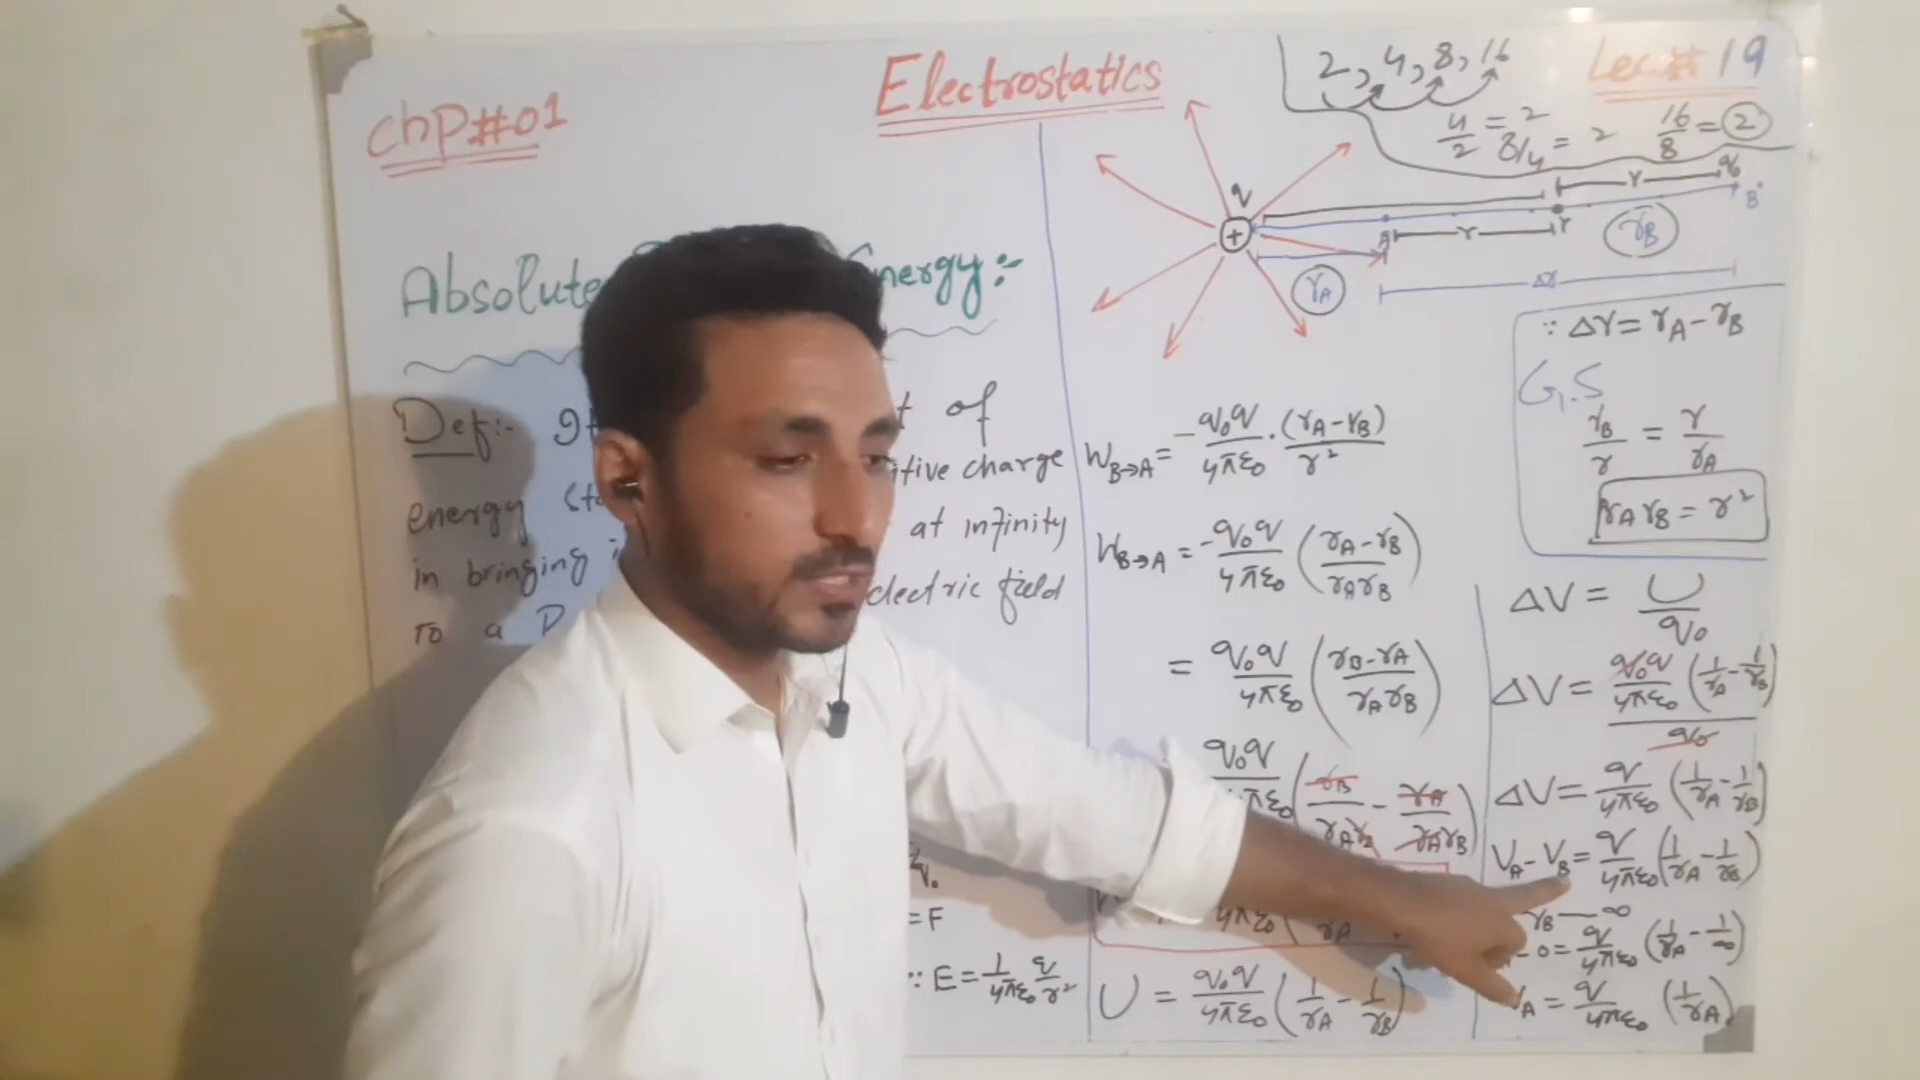 Electrostatics
Lec # 19
Chp#01
2, 4, 8, 16
4/2 = 2
8/4 = 2
16/8 = 2
Absolute
Energy:-
Def:-
of
energy
itive charge
in bringing
at infinity
To a
electric field
= F
∵ E = 1/4πε₀ q/r²
q
+
A
r
r
r
q₀
B
r_A
r_B
Δr
W_B→A = -q₀q/4πε₀ . (r_A - r_B)/r²
W_B→A = -q₀q/4πε₀ ((r_A - r_B)/r_A r_B)
= q₀q/4πε₀ ((r_B - r_A)/r_A r_B)
q₀q/4πε₀ (r_B/r_A r_B - r_A/r_A r_B)
4πε₀ ( r_A
U = q₀q/4πε₀ (1/r_A - 1/r_B)
∵ Δr = r_A - r_B
G.S
r_B/r = r/r_A
r_A r_B = r²
ΔV = U/q₀
ΔV = q₀q/4πε₀ (1/r_A - 1/r_B) / q₀
ΔV = q/4πε₀ (1/r_A - 1/r_B)
V_A - V_B = q/4πε₀ (1/r_A - 1/r_B)
r_B — ∞
- 0 = q/4πε₀ (1/r_A - 1/∞)
V_A = q/4πε₀ (1/r_A)